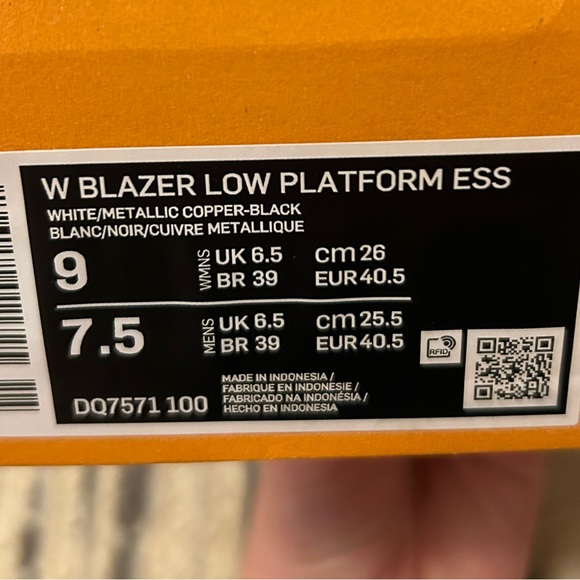 W BLAZER LOW PLATFORM ESS
WHITE/METALLIC COPPER-BLACK
BLANC/NOIR/CUIVRE METALLIQUE
9 WMNS UK 6.5 cm 26
BR 39 EUR 40.5
7.5 MENS UK 6.5 cm 25.5
BR 39 EUR 40.5
RFID
DQ7571 100
MADE IN INDONESIA /
FABRIQUE EN INDONESIE /
FABRICADO NA INDONÉSIA /
HECHO EN INDONESIA